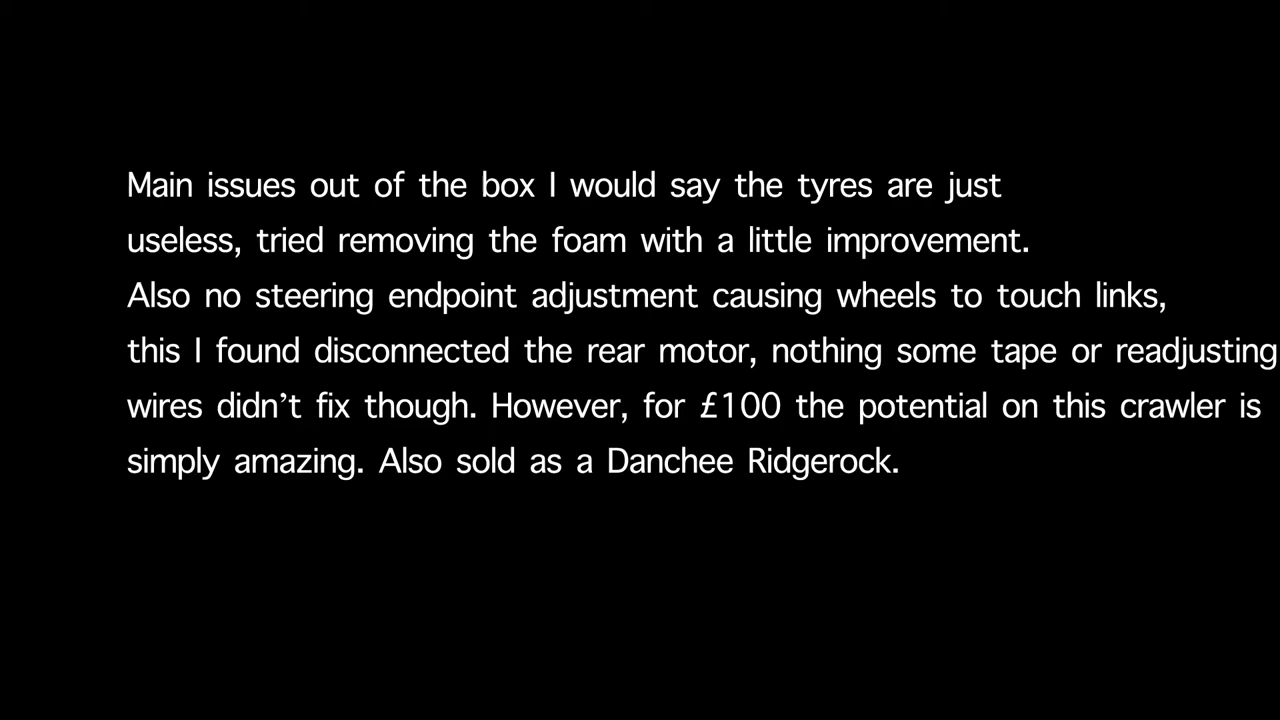 Main issues out of the box I would say the tyres are just
useless, tried removing the foam with a little improvement.
Also no steering endpoint adjustment causing wheels to touch links,
this I found disconnected the rear motor, nothing some tape or readjusting
wires didn’t fix though. However, for £100 the potential on this crawler is
simply amazing. Also sold as a Danchee Ridgerock.